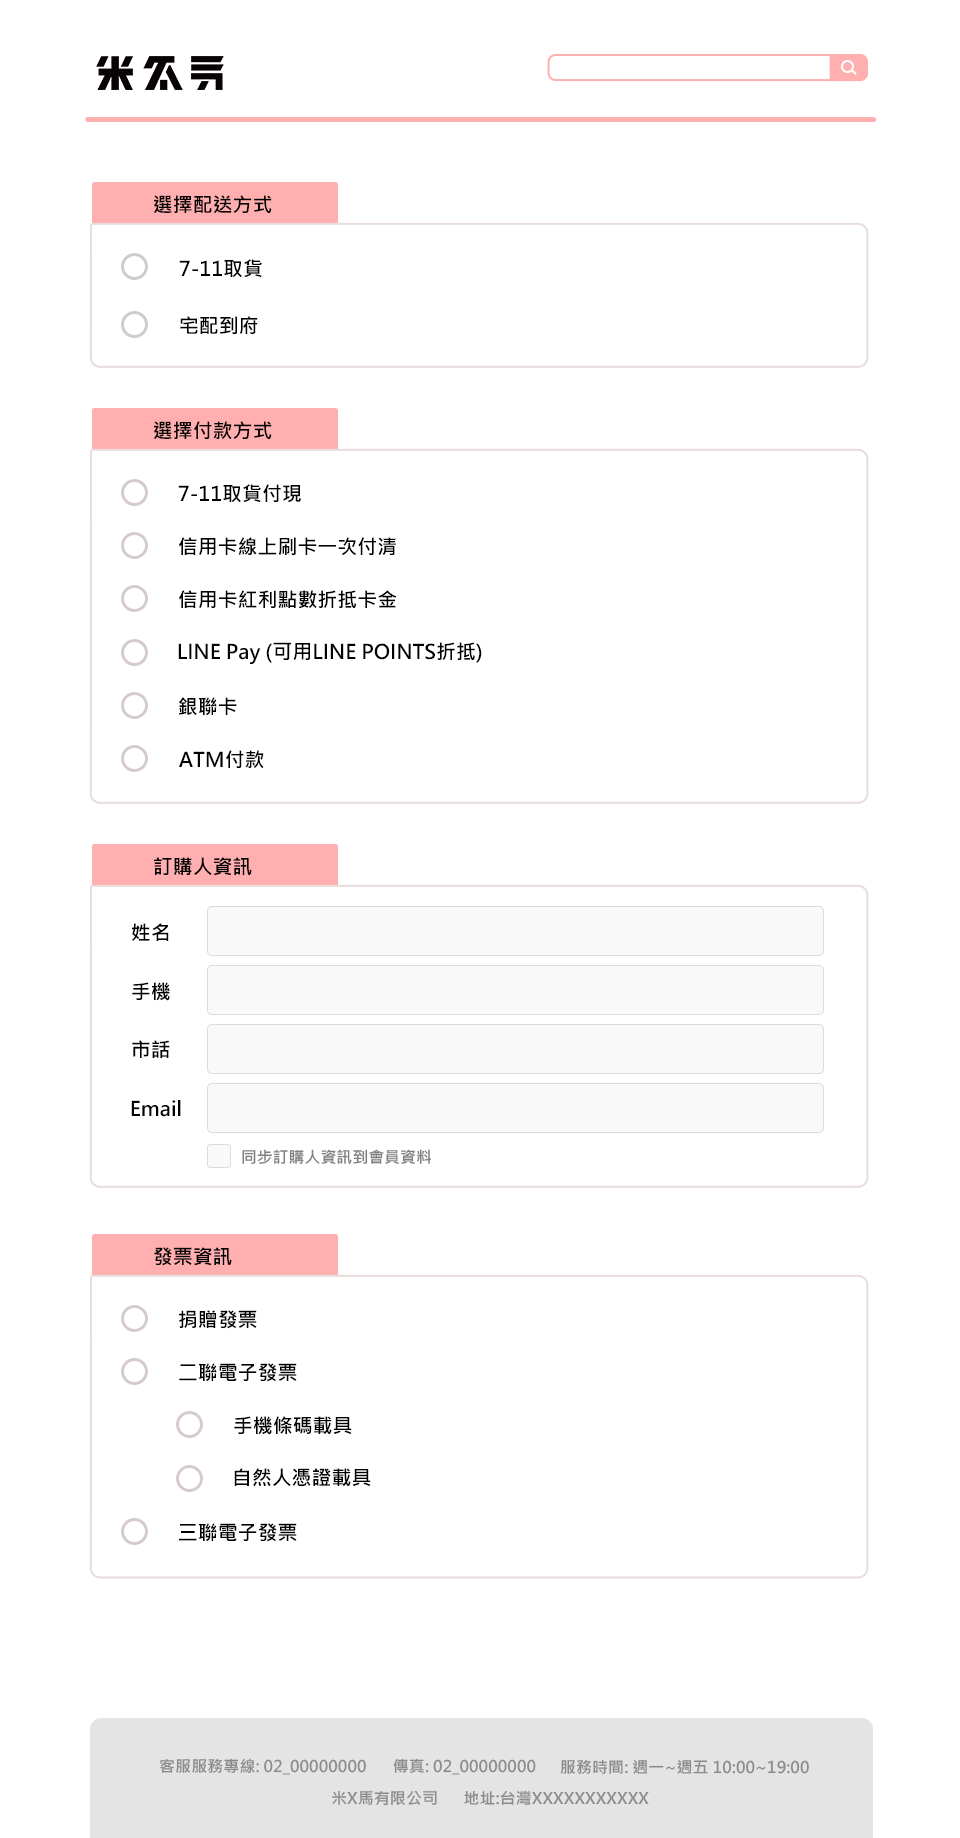 選擇配送方式
7-11取貨
宅配到府
選擇付款方式
7-11取貨付現
信用卡線上刷卡一次付清
信用卡紅利點數折抵卡金
LINE Pay (可用LINE POINTS折抵)
銀聯卡
ATM付款
訂購人資訊
姓名
手機
市話
Email
同步訂購人資訊到會員資料
發票資訊
捐贈發票
二聯電子發票
手機條碼載具
自然人憑證載具
三聯電子發票
客服服務專線: 02_00000000 傳真: 02_00000000 服務時間: 週一~週五 10:00~19:00
米X馬有限公司 地址:台灣XXXXXXXXXXX